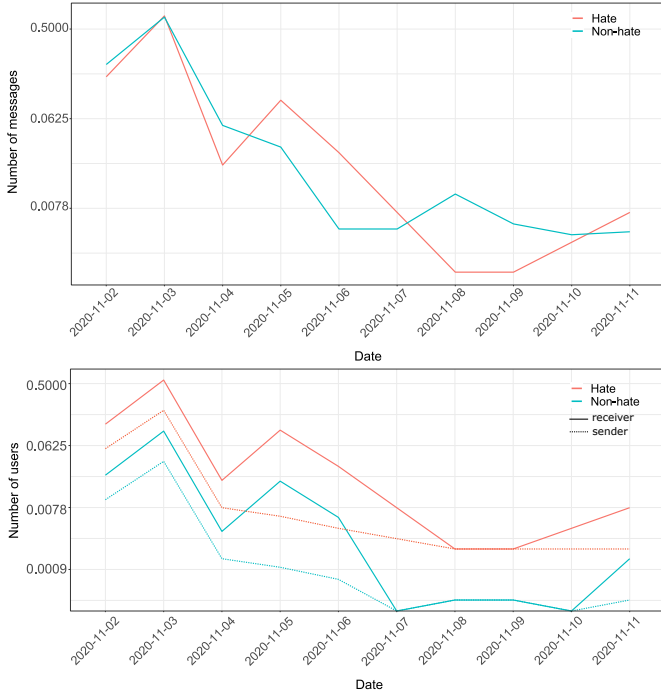 Number of messages
0.5000
0.0625
0.0078
Hate
Non-hate
2020-11-02
2020-11-03
2020-11-04
2020-11-05
2020-11-06
2020-11-07
2020-11-08
2020-11-09
2020-11-10
2020-11-11
Date
Number of users
0.5000
0.0625
0.0078
0.0009
Hate
Non-hate
receiver
sender
2020-11-02
2020-11-03
2020-11-04
2020-11-05
2020-11-06
2020-11-07
2020-11-08
2020-11-09
2020-11-10
2020-11-11
Date